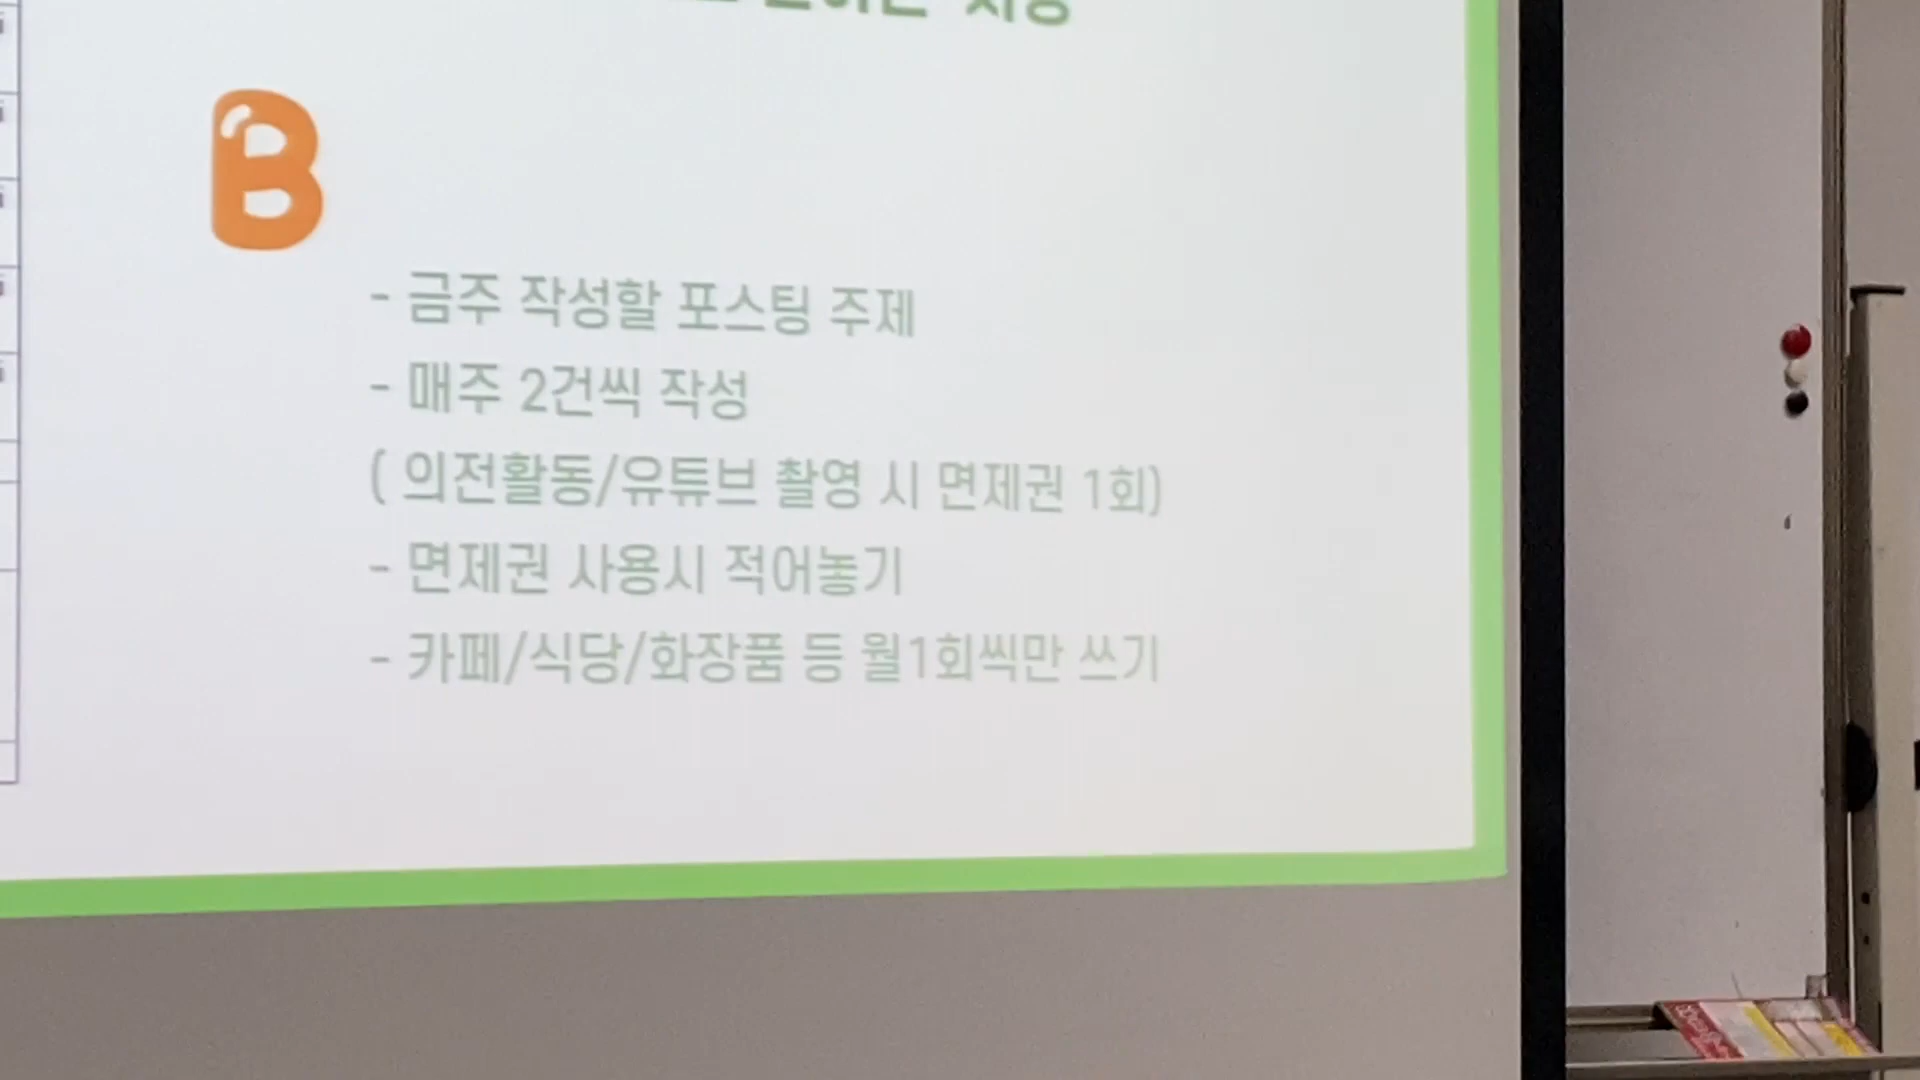 B
- 금주 작성할 포스팅 주제
- 매주 2건씩 작성
( 의전활동/유튜브 촬영 시 면제권 1회)
- 면제권 사용시 적어놓기
- 카페/식당/화장품 등 월1회씩만 쓰기